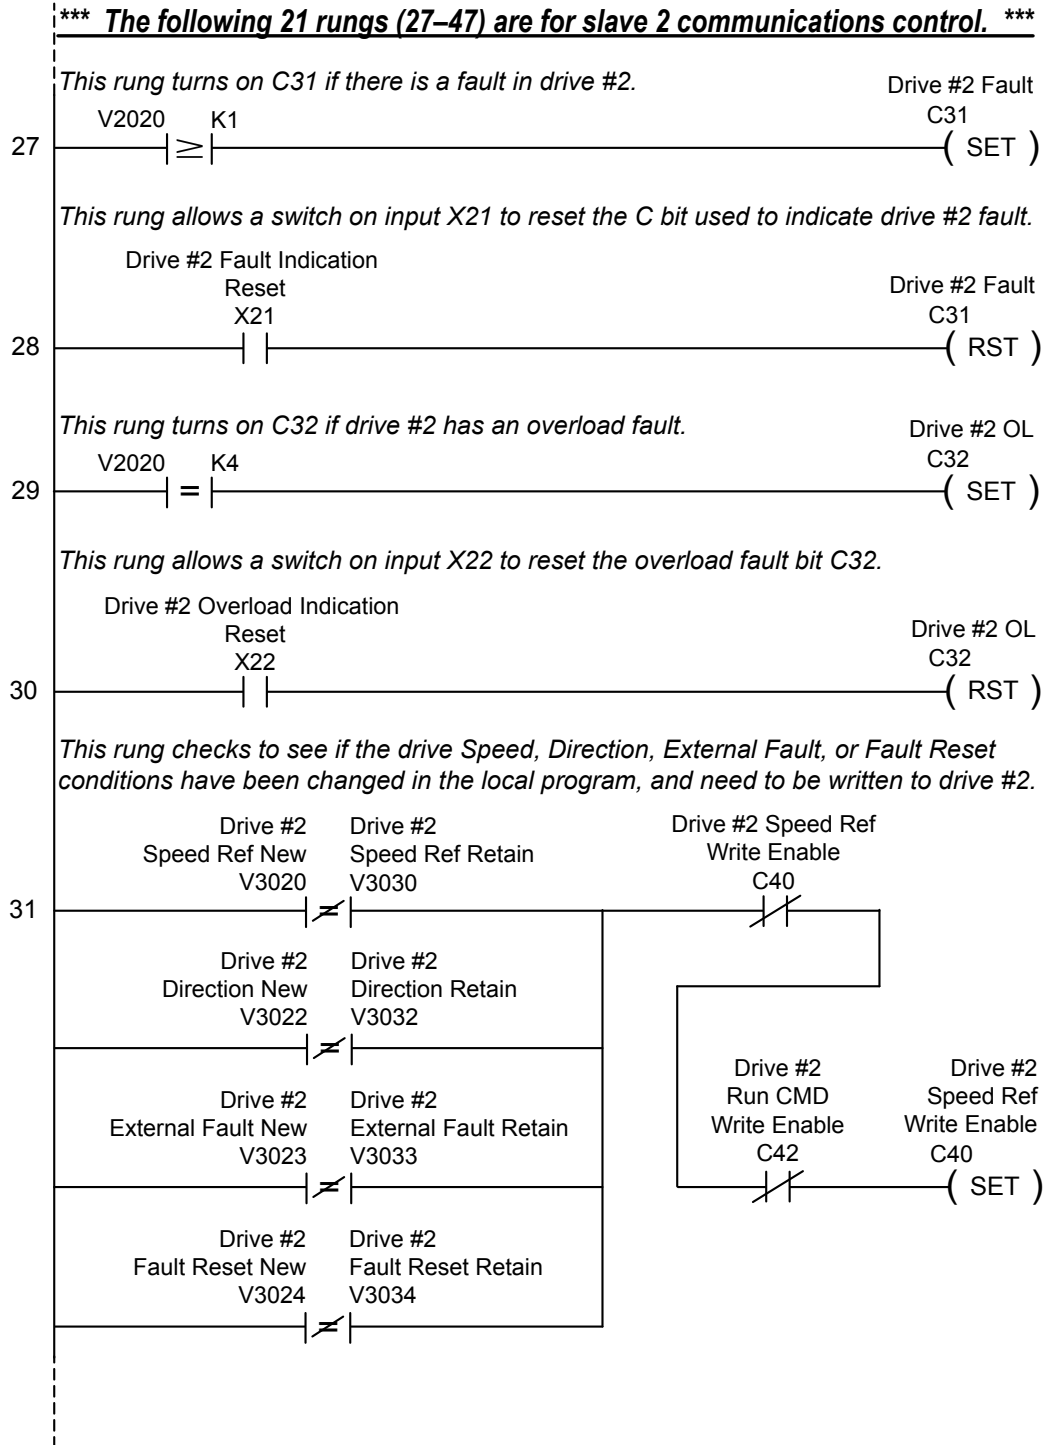 *** The following 21 rungs (27–47) are for slave 2 communications control. ***
This rung turns on C31 if there is a fault in drive #2.
Drive #2 Fault
V2020 K1
C31
27
≥
( SET )
This rung allows a switch on input X21 to reset the C bit used to indicate drive #2 fault.
Drive #2 Fault Indication
Reset
X21
Drive #2 Fault
C31
28
( RST )
This rung turns on C32 if drive #2 has an overload fault.
Drive #2 OL
V2020 K4
C32
29
=
( SET )
This rung allows a switch on input X22 to reset the overload fault bit C32.
Drive #2 Overload Indication
Reset
X22
Drive #2 OL
C32
30
( RST )
This rung checks to see if the drive Speed, Direction, External Fault, or Fault Reset
conditions have been changed in the local program, and need to be written to drive #2.
Drive #2
Speed Ref New
V3020
Drive #2
Speed Ref Retain
V3030
Drive #2 Speed Ref
Write Enable
C40
31
≠
Drive #2
Direction New
V3022
Drive #2
Direction Retain
V3032
≠
Drive #2
External Fault New
V3023
Drive #2
External Fault Retain
V3033
≠
Drive #2
Run CMD
Write Enable
C42
Drive #2
Speed Ref
Write Enable
C40
( SET )
Drive #2
Fault Reset New
V3024
Drive #2
Fault Reset Retain
V3034
≠